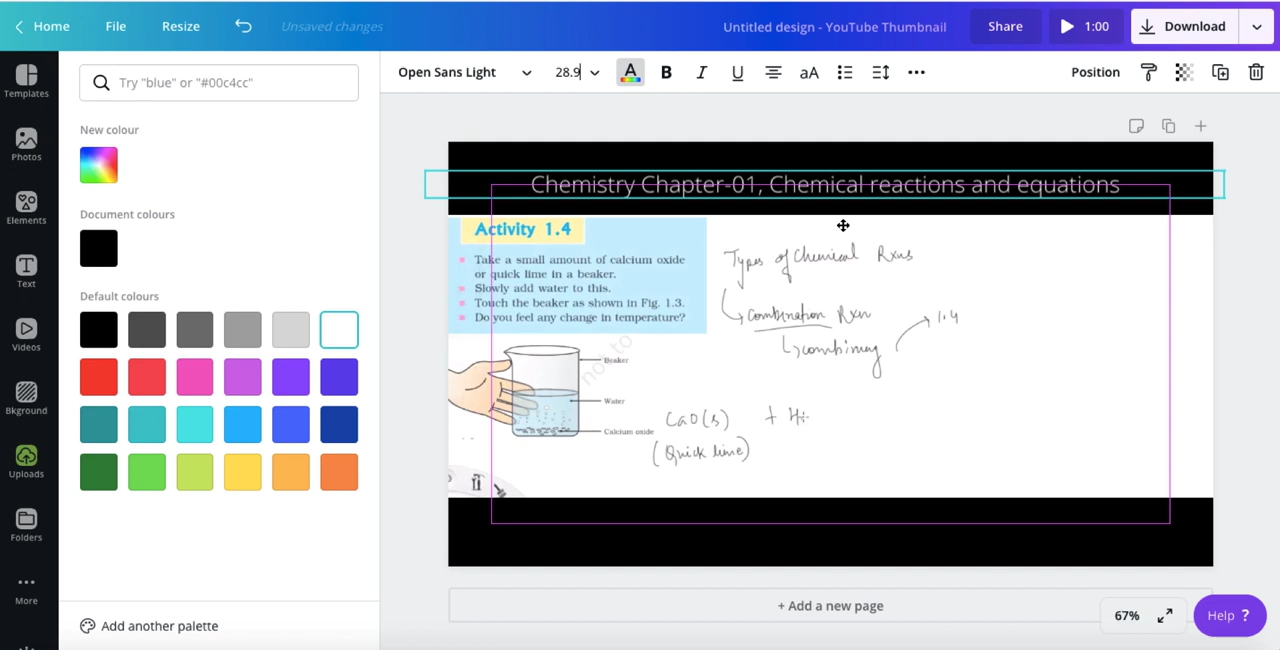 Home File Resize Unsaved changes Untitled design - YouTube Thumbnail Share 1:00 Download
Templates
Photos
Elements
Text
Videos
Bkground
Uploads
Folders
More
Try "blue" or "#00c4cc"
New colour
Document colours
Default colours
Add another palette
Open Sans Light 28.9 A B I U aA Position
Chemistry Chapter-01, Chemical reactions and equations
Activity 1.4
Take a small amount of calcium oxide
or quick lime in a beaker.
Slowly add water to this.
Touch the beaker as shown in Fig. 1.3.
Do you feel any change in temperature?
Beaker
Water
Calcium oxide
not to
Types of Chemical Rxns
Combination Rxn
combining
1.4
CaO(s) +
(Quick lime)
+ Add a new page
67%
Help ?